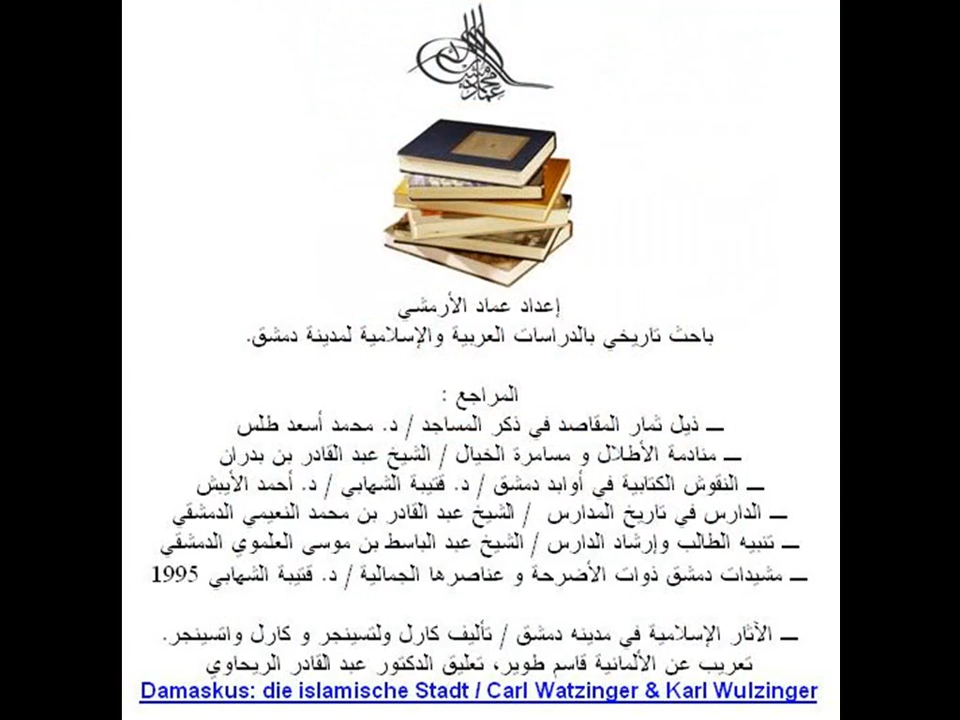 إعداد عماد الأرمشي
باحث تاريخي بالدراسات العربية والإسلامية لمدينة دمشق.
المراجع :
ــ ذيل ثمار المقاصد في ذكر المساجد / د. محمد أسعد طلس
ــ منادمة الأطلال و مسامرة الخيال / الشيخ عبد القادر بن بدران
ــ النقوش الكتابية في أوابد دمشق / د. قتيبة الشهابي / د. أحمد الأيبش
ــ الدارس في تاريخ المدارس / الشيخ عبد القادر بن محمد النعيمي الدمشقي
ــ تنبيه الطالب وإرشاد الدارس / الشيخ عبد الباسط بن موسى العلموي الدمشقي
ــ مشيدات دمشق ذوات الأضرحة و عناصرها الجمالية / د. قتيبة الشهابي 1995
ــ الآثار الإسلامية في مدينه دمشق / تأليف كارل ولتسينجر و كارل واتسينجر.
تعريب عن الألمانية قاسم طوير، تعليق الدكتور عبد القادر الريحاوي
Damaskus: die islamische Stadt / Carl Watzinger & Karl Wulzinger